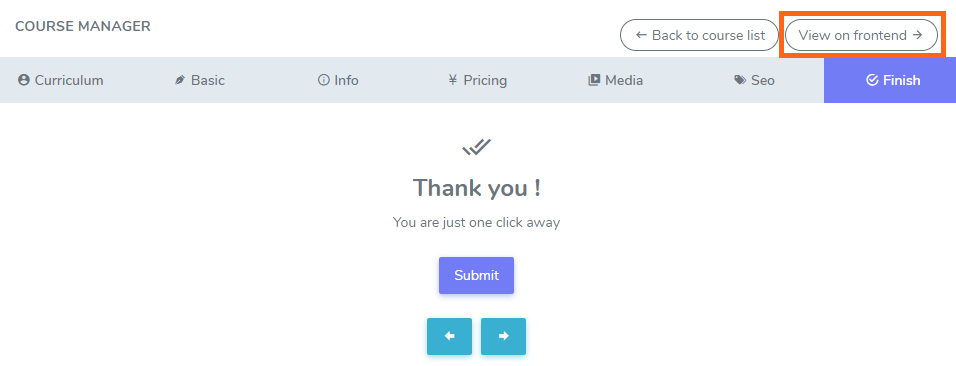 COURSE MANAGER
← Back to course list
View on frontend →
Curriculum
Basic
Info
¥ Pricing
Media
Seo
Finish
Thank you !
You are just one click away
Submit